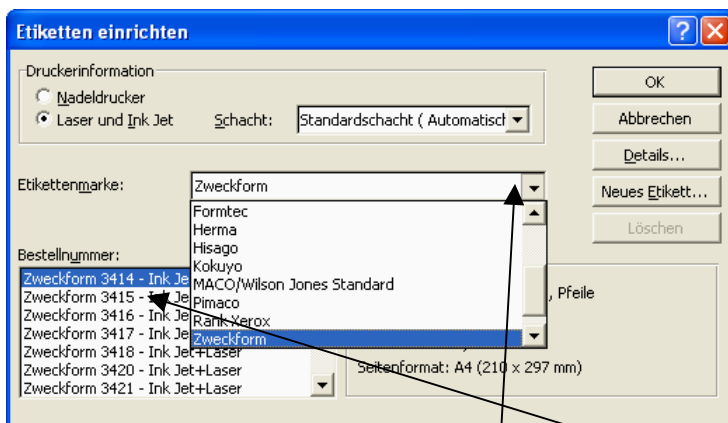 Etiketten einrichten
Druckerinformation
Nadeldrucker
Laser und Ink Jet
Schacht:
Standardschacht ( Automatisch
OK
Abbrechen
Details...
Neues Etikett...
Löschen
Etikettenmarke:
Zweckform
Formtec
Herma
Hisago
Kokuyo
MACO/Wilson Jones Standard
Pimaco
Rank Xerox
Zweckform
Bestellnummer:
Zweckform 3414 - Ink Je
Zweckform 3415 - Ink Je
Zweckform 3416 - Ink Je
Zweckform 3417 - Ink Je
Zweckform 3418 - Ink Jet+Laser
Zweckform 3420 - Ink Jet+Laser
Zweckform 3421 - Ink Jet+Laser
, Pfeile
Seitenformat: A4 (210 x 297 mm)